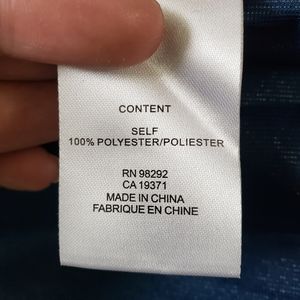 CONTENT
SELF
100% POLYESTER/POLIESTER
RN 98292
CA 19371
MADE IN CHINA
FABRIQUE EN CHINE